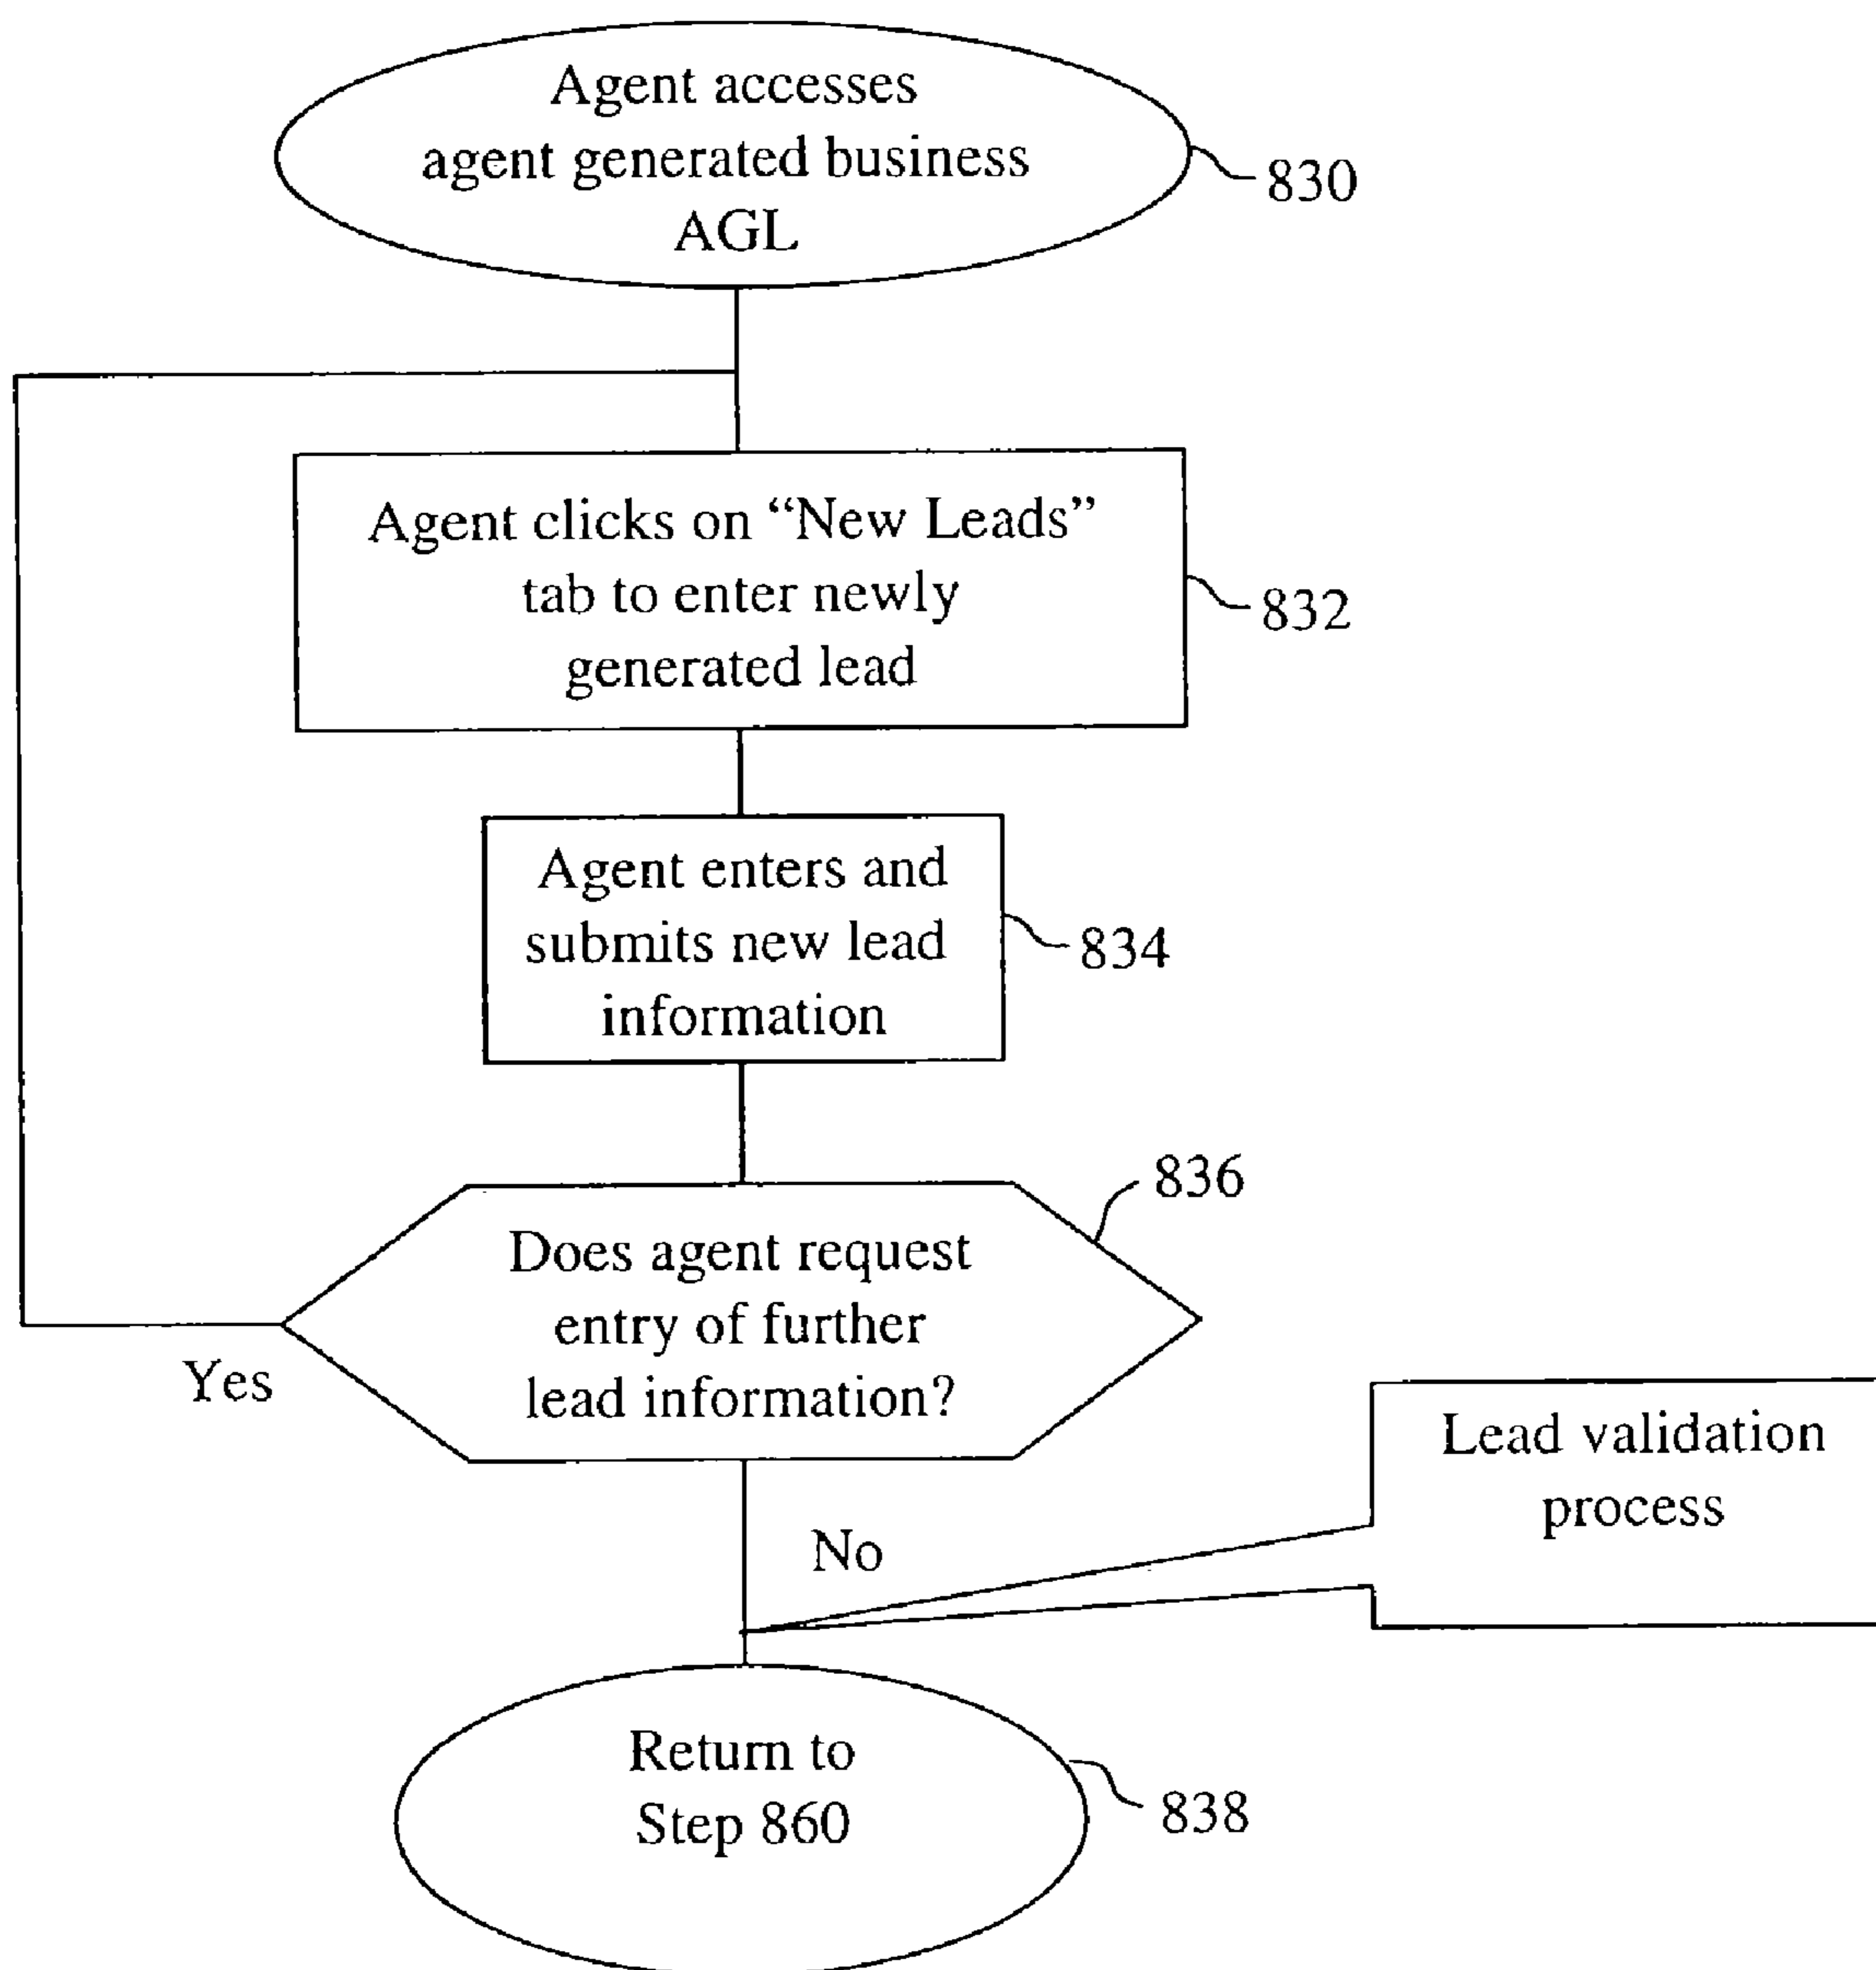 Agent accesses
agent generated business
AGL
830
Agent clicks on “New Leads”
tab to enter newly
generated lead
832
Agent enters and
submits new lead
information
834
836
Does agent request
entry of further
lead information?
Yes
Lead validation
process
No
Return to
Step 860
838